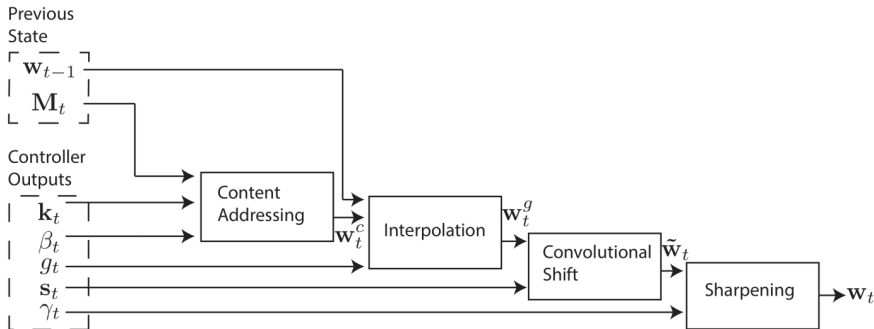 Previous
State
w_{t−1}
M_t
Controller
Outputs
k_t
β_t
g_t
s_t
γ_t
Content
Addressing
w_t^c
Interpolation
w_t^g
Convolutional
Shift
w̃_t
Sharpening
w_t